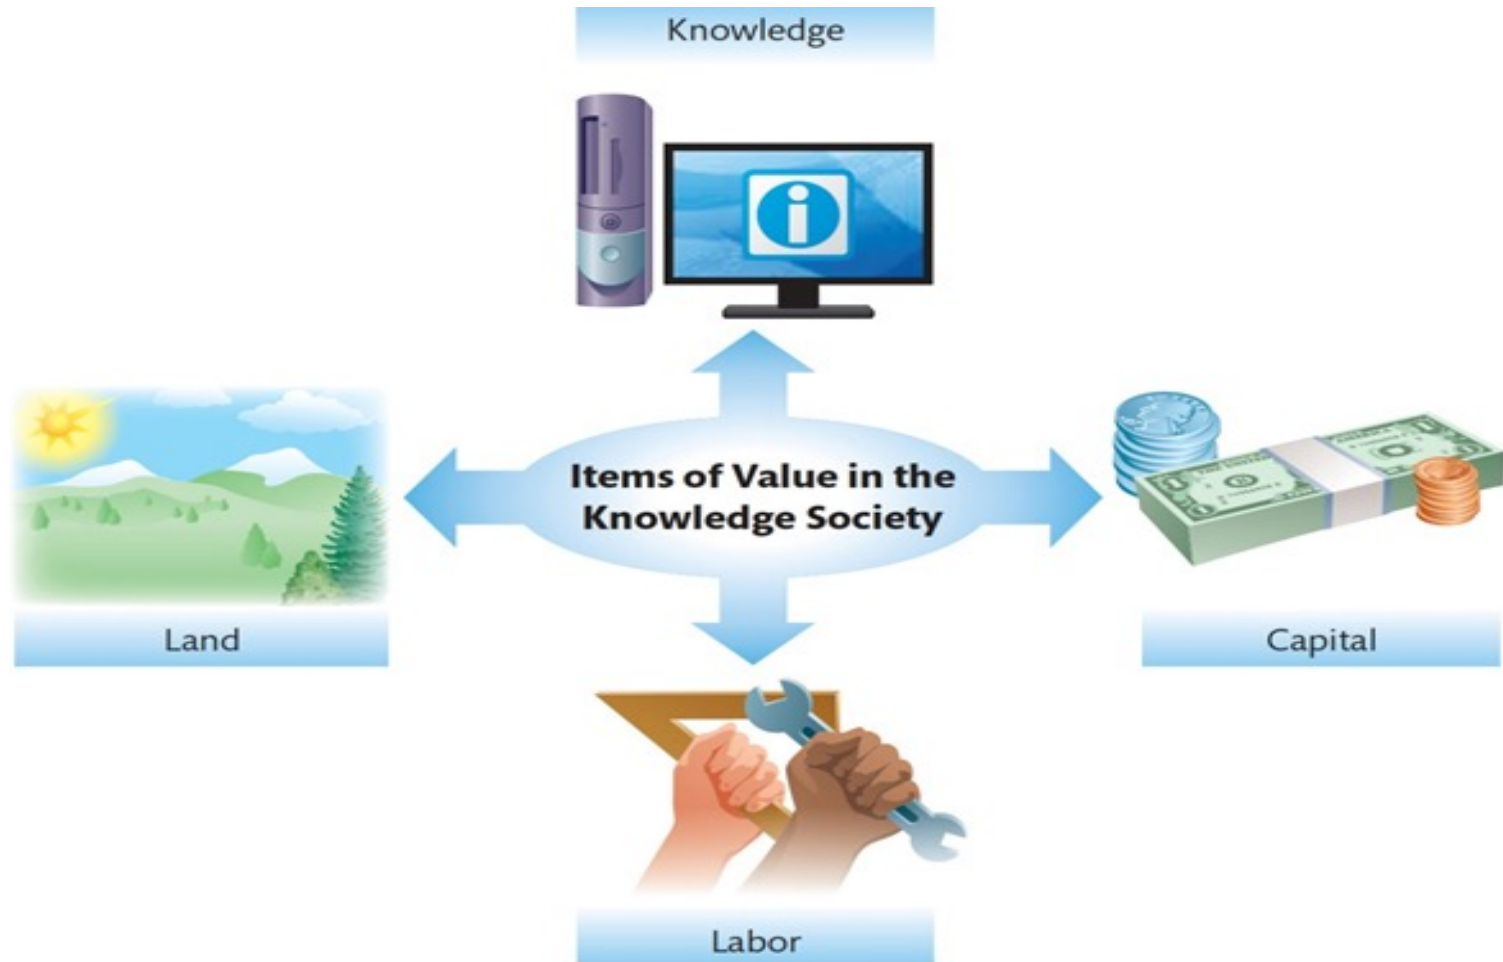 Knowledge
i
Items of Value in the
Knowledge Society
Land
Capital
Labor